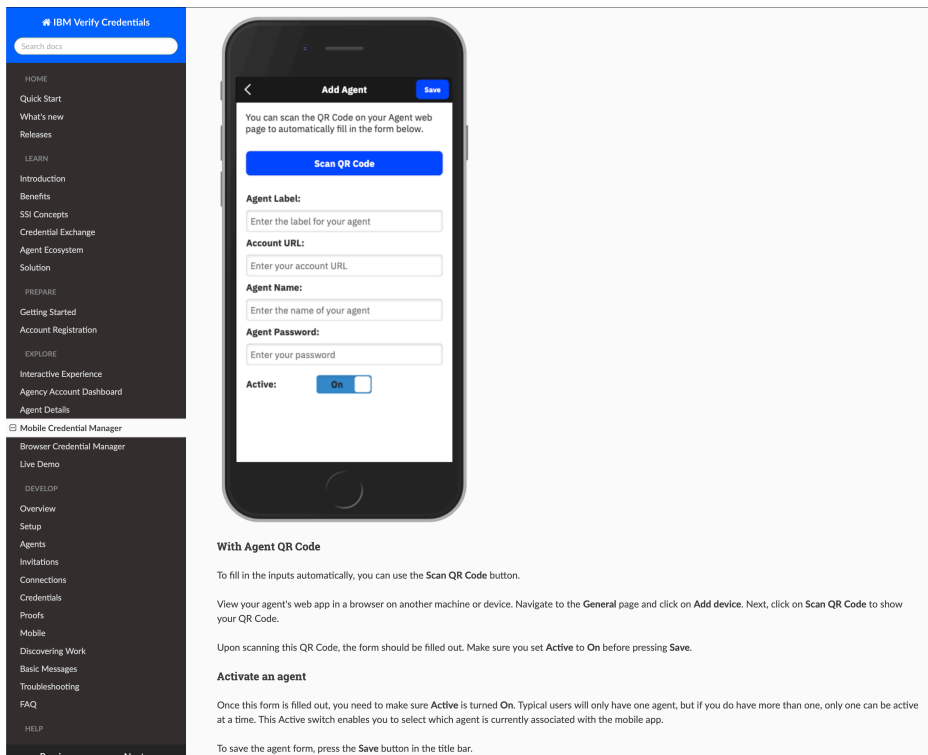 IBM Verify Credentials
Search docs
HOME
Quick Start
What's new
Releases
LEARN
Introduction
Benefits
SSI Concepts
Credential Exchange
Agent Ecosystem
Solution
PREPARE
Getting Started
Account Registration
EXPLORE
Interactive Experience
Agency Account Dashboard
Agent Details
Mobile Credential Manager
Browser Credential Manager
Live Demo
DEVELOP
Overview
Setup
Agents
Invitations
Connections
Credentials
Proofs
Mobile
Discovering Work
Basic Messages
Troubleshooting
FAQ
HELP
Add Agent
Save
You can scan the QR Code on your Agent web
page to automatically fill in the form below.
Scan QR Code
Agent Label:
Enter the label for your agent
Account URL:
Enter your account URL
Agent Name:
Enter the name of your agent
Agent Password:
Enter your password
Active:
On
With Agent QR Code
To fill in the inputs automatically, you can use the Scan QR Code button.
View your agent's web app in a browser on another machine or device. Navigate to the General page and click on Add device. Next, click on Scan QR Code to show
your QR Code.
Upon scanning this QR Code, the form should be filled out. Make sure you set Active to On before pressing Save.
Activate an agent
Once this form is filled out, you need to make sure Active is turned On. Typical users will only have one agent, but if you do have more than one, only one can be active
at a time. This Active switch enables you to select which agent is currently associated with the mobile app.
To save the agent form, press the Save button in the title bar.